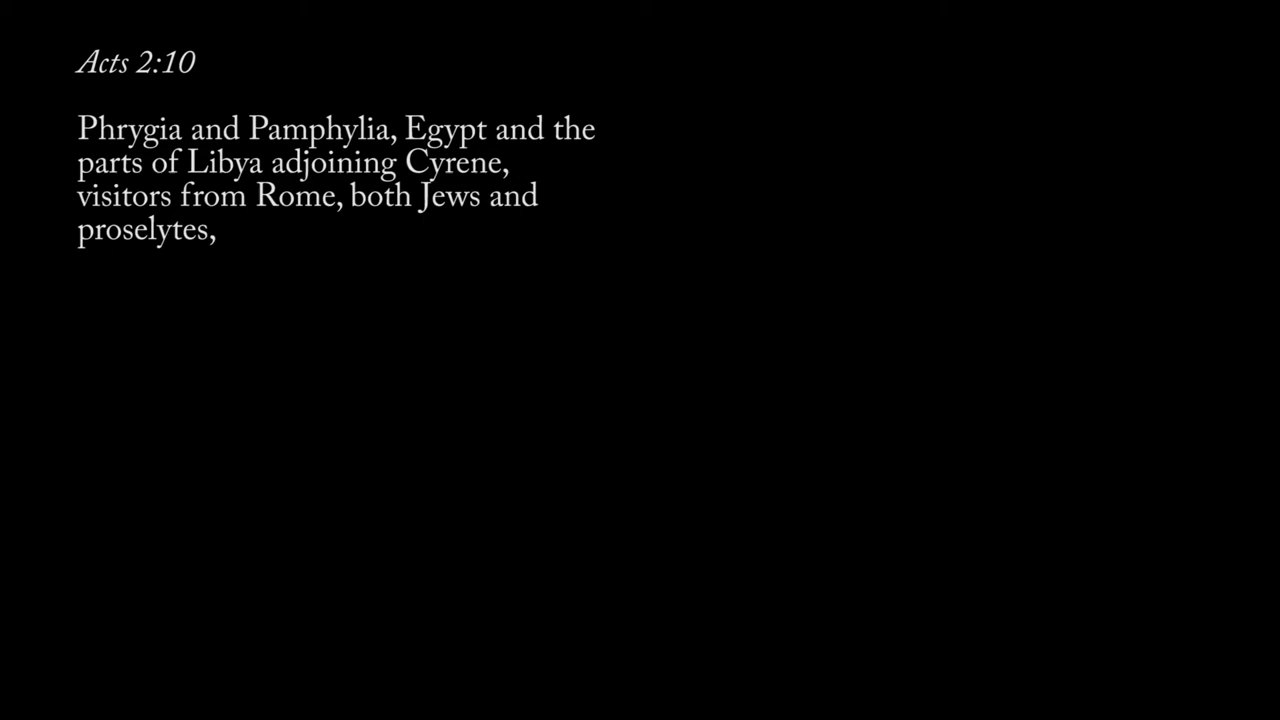 Acts 2:10
Phrygia and Pamphylia, Egypt and the
parts of Libya adjoining Cyrene,
visitors from Rome, both Jews and
proselytes,